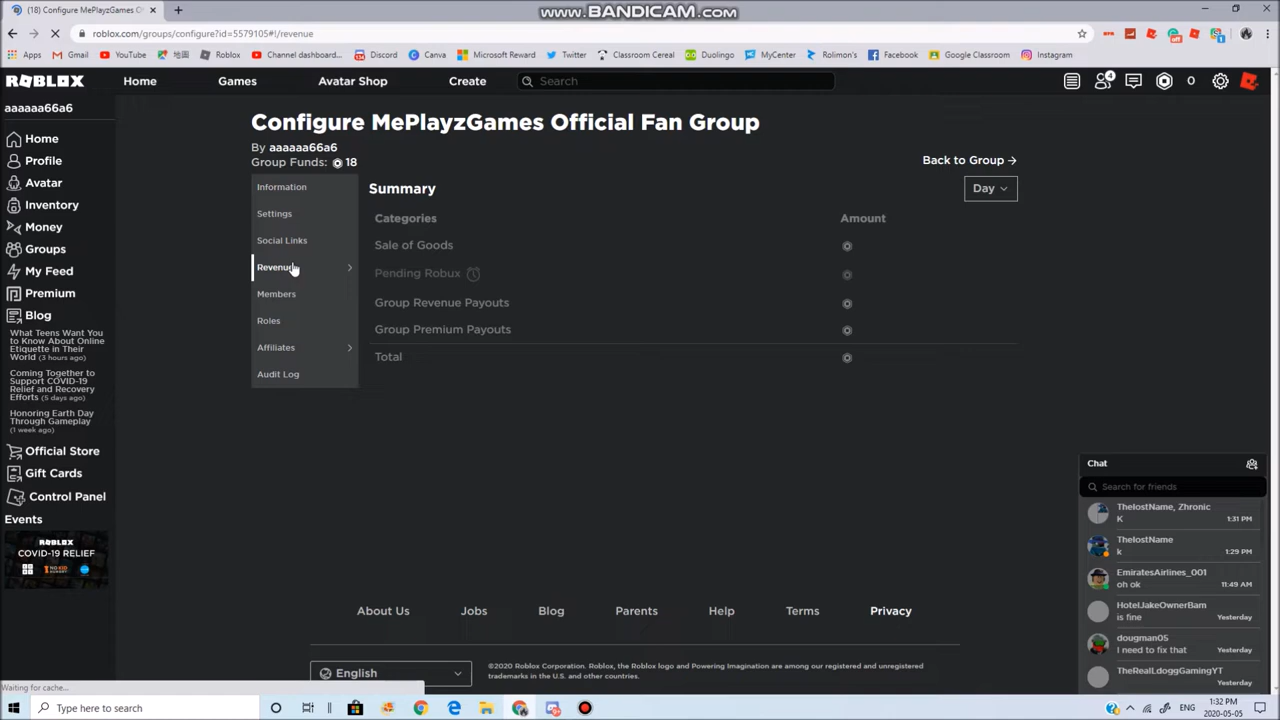 www.BANDICAM.com
(18) Configure MePlayzGames O
roblox.com/groups/configure?id=5579105#!/revenue
Apps
Gmail
YouTube
地圖
Roblox
Channel dashboard...
Discord
Canva
Microsoft Reward
Twitter
Classroom Cereal
Duolingo
MyCenter
Rolimon's
Facebook
Google Classroom
Instagram
ROBLOX
Home
Games
Avatar Shop
Create
Search
4
0
aaaaaa66a6
Home
Profile
Avatar
Inventory
Money
Groups
My Feed
Premium
Blog
What Teens Want You
to Know About Online
Etiquette in Their
World (3 hours ago)
Coming Together to
Support COVID-19
Relief and Recovery
Efforts (5 days ago)
Honoring Earth Day
Through Gameplay
(1 week ago)
Official Store
Gift Cards
Control Panel
Events
ROBLOX
COVID-19 RELIEF
Configure MePlayzGames Official Fan Group
By aaaaaa66a6
Group Funds: 18
Back to Group
Information
Settings
Social Links
Revenue
Members
Roles
Affiliates
Audit Log
Summary
Day
Categories
Amount
Sale of Goods
Pending Robux
Group Revenue Payouts
Group Premium Payouts
Total
Chat
Search for friends
ThelostName, Zhronic
K
1:31 PM
ThelostName
k
1:29 PM
EmiratesAirlines_001
oh ok
11:49 AM
HotelJakeOwnerBam
is fine
Yesterday
dougman05
I need to fix that
Yesterday
TheRealLdoggGamingYT
Yesterday
About Us
Jobs
Blog
Parents
Help
Terms
Privacy
English
©2020 Roblox Corporation. Roblox, the Roblox logo and Powering Imagination are among our registered and unregistered
trademarks in the U.S. and other countries.
Waiting for cache...
Type here to search
1:32 PM
2020-05-05